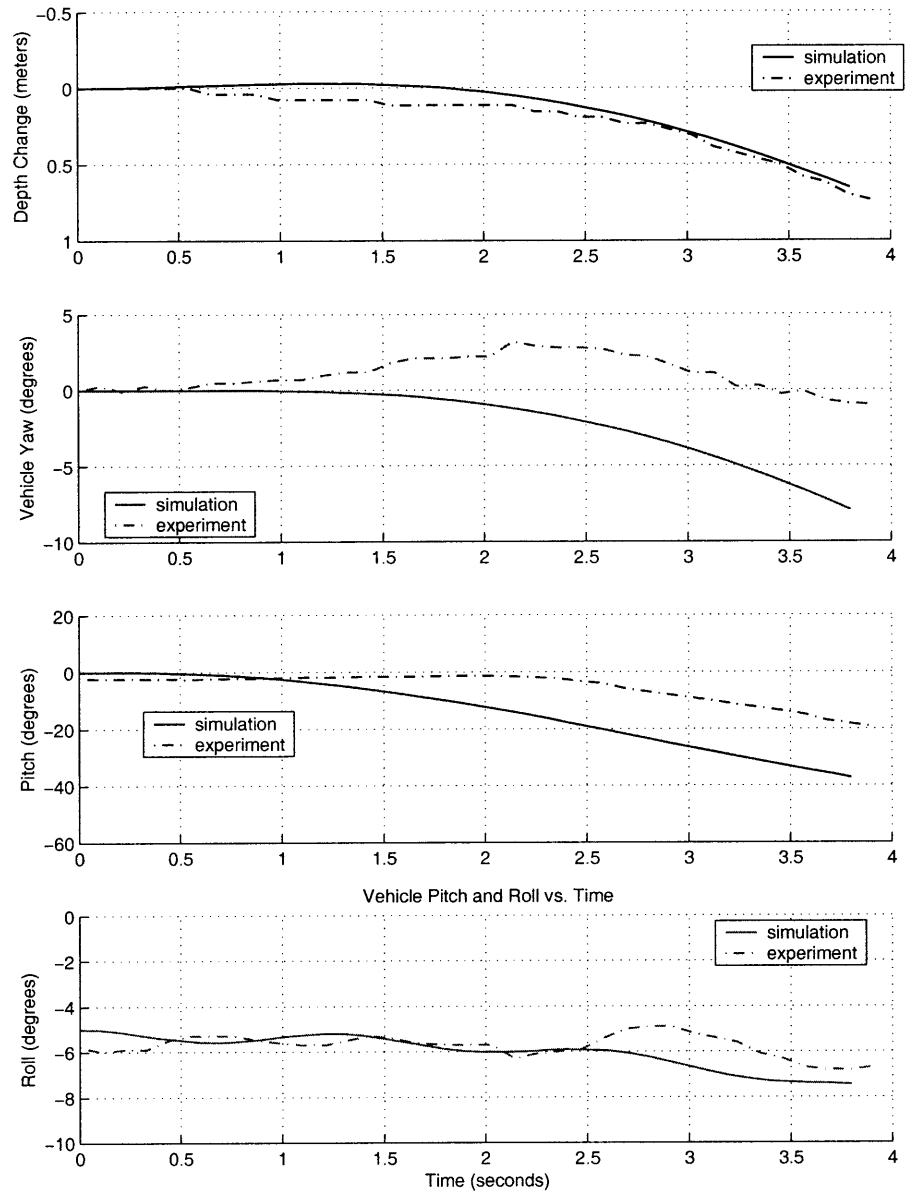 −0.5
0
0.5
1
Depth Change (meters)
simulation
experiment
0 0.5 1 1.5 2 2.5 3 3.5 4
5
0
−5
−10
Vehicle Yaw (degrees)
simulation
experiment
0 0.5 1 1.5 2 2.5 3 3.5 4
20
0
−20
−40
−60
Pitch (degrees)
simulation
experiment
0 0.5 1 1.5 2 2.5 3 3.5 4
Vehicle Pitch and Roll vs. Time
0
−2
−4
−6
−8
−10
Roll (degrees)
simulation
experiment
0 0.5 1 1.5 2 2.5 3 3.5 4
Time (seconds)